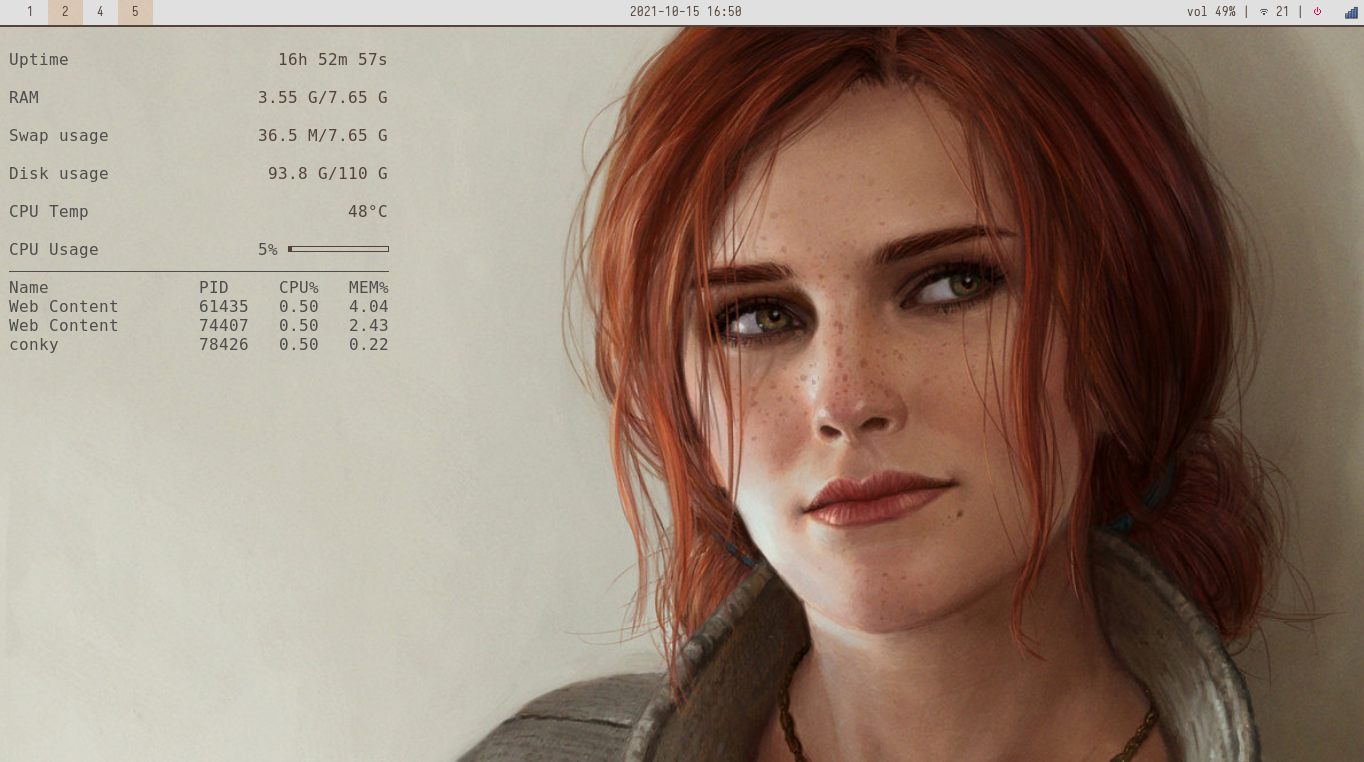 1 2 4 5 2021-10-15 16:50 vol 49% | 21 |
Uptime 16h 52m 57s
RAM 3.55 G/7.65 G
Swap usage 36.5 M/7.65 G
Disk usage 93.8 G/110 G
CPU Temp 48°C
CPU Usage 5%
Name PID CPU% MEM%
Web Content 61435 0.50 4.04
Web Content 74407 0.50 2.43
conky 78426 0.50 0.22